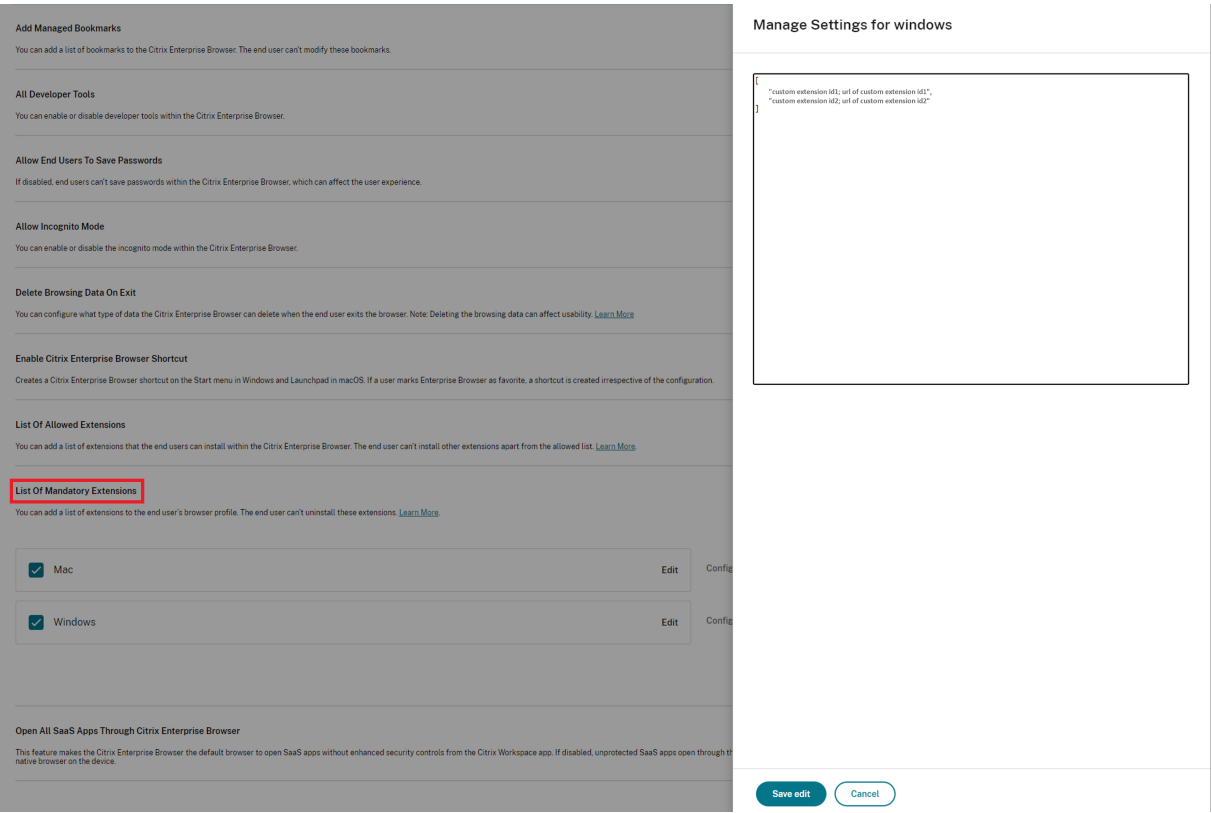 Add Managed Bookmarks
You can add a list of bookmarks to the Citrix Enterprise Browser. The end user can't modify these bookmarks.
All Developer Tools
You can enable or disable developer tools within the Citrix Enterprise Browser.
Allow End Users To Save Passwords
If disabled, end users can't save passwords within the Citrix Enterprise Browser, which can affect the user experience.
Allow Incognito Mode
You can enable or disable the incognito mode within the Citrix Enterprise Browser.
Delete Browsing Data On Exit
You can configure what type of data the Citrix Enterprise Browser can delete when the end user exits the browser. Note: Deleting the browsing data can affect usability. Learn More
Enable Citrix Enterprise Browser Shortcut
Creates a Citrix Enterprise Browser shortcut on the Start menu in Windows and Launchpad in macOS. If a user marks Enterprise Browser as favorite, a shortcut is created irrespective of the configuration.
List Of Allowed Extensions
You can add a list of extensions that the end users can install within the Citrix Enterprise Browser. The end user can't install other extensions apart from the allowed list. Learn More.
List Of Mandatory Extensions
You can add a list of extensions to the end user's browser profile. The end user can't uninstall these extensions. Learn More.
Mac Edit Config
Windows Edit Config
Open All SaaS Apps Through Citrix Enterprise Browser
This feature makes the Citrix Enterprise Browser the default browser to open SaaS apps without enhanced security controls from the Citrix Workspace app. If disabled, unprotected SaaS apps open through th
native browser on the device.
Manage Settings for windows
[
"custom extension id1; url of custom extension id1",
"custom extension id2; url of custom extension id2"
]
Save edit Cancel